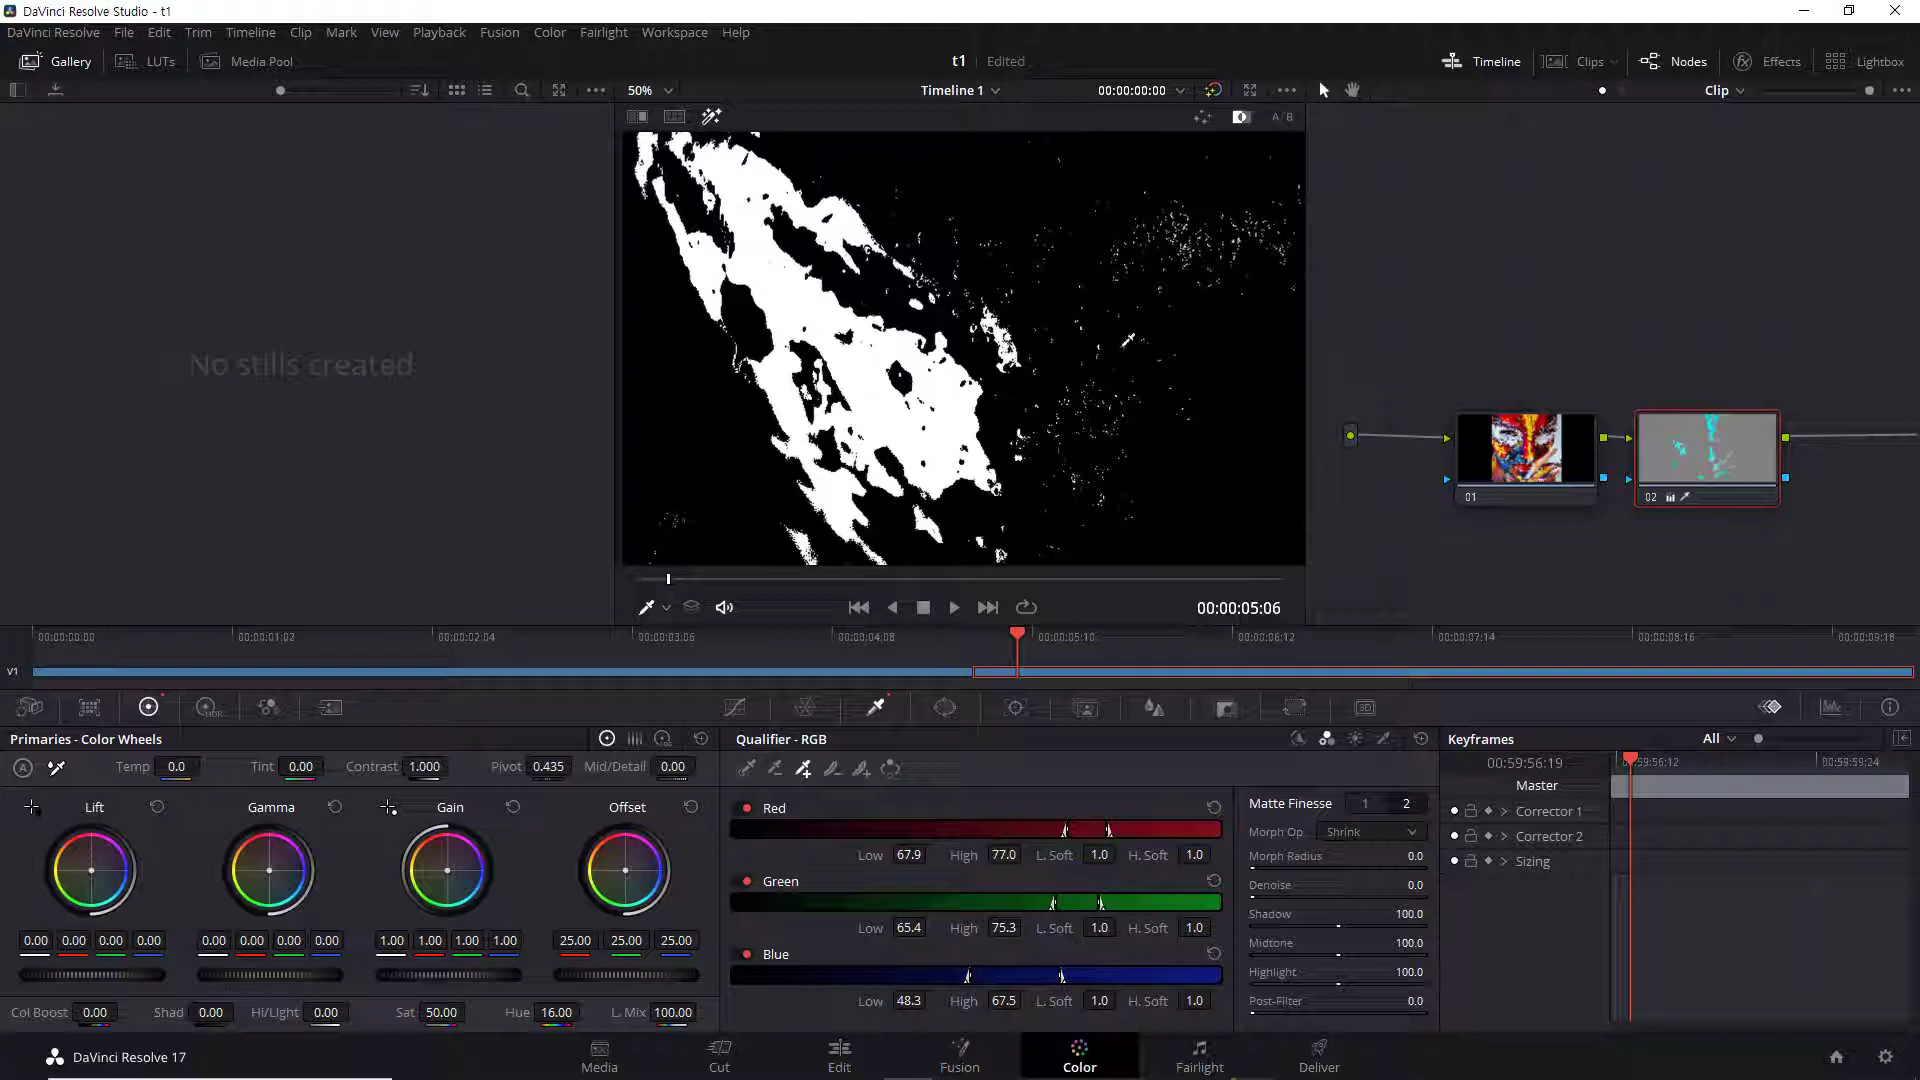 DaVinci Resolve Studio - t1
DaVinci Resolve File Edit Trim Timeline Clip Mark View Playback Fusion Color Fairlight Workspace Help
Gallery LUTs Media Pool t1 Edited Timeline Clips Nodes Effects Lightbox
50% Timeline 1 00:00:00:00 Clip
A/B
No stills created
01 02
00:00:05:06
00:00:00:00 00:00:01:02 00:00:02:04 00:00:03:06 00:00:04:08 00:00:05:10 00:00:06:12 00:00:07:14 00:00:08:16 00:00:09:18
V1
HDR 3D
Primaries - Color Wheels Qualifier - RGB Keyframes All
A Temp 0.0 Tint 0.00 Contrast 1.000 Pivot 0.435 Mid/Detail 0.00
00:59:56:19 59:56:12 00:59:59:24
Master
Lift Gamma Gain Offset
Red
Low 67.9 High 77.0 L. Soft 1.0 H. Soft 1.0
Green
Low 65.4 High 75.3 L. Soft 1.0 H. Soft 1.0
Blue
Low 48.3 High 67.5 L. Soft 1.0 H. Soft 1.0
Matte Finesse 1 2
Morph Op. Shrink
Morph Radius 0.0
Denoise 0.0
Shadow 100.0
Midtone 100.0
Highlight 100.0
Post-Filter 0.0
Corrector 1
Corrector 2
Sizing
0.00 0.00 0.00 0.00 0.00 0.00 0.00 0.00 1.00 1.00 1.00 1.00 25.00 25.00 25.00
Col Boost 0.00 Shad 0.00 Hi/Light 0.00 Sat 50.00 Hue 16.00 L. Mix 100.00
DaVinci Resolve 17
Media Cut Edit Fusion Color Fairlight Deliver